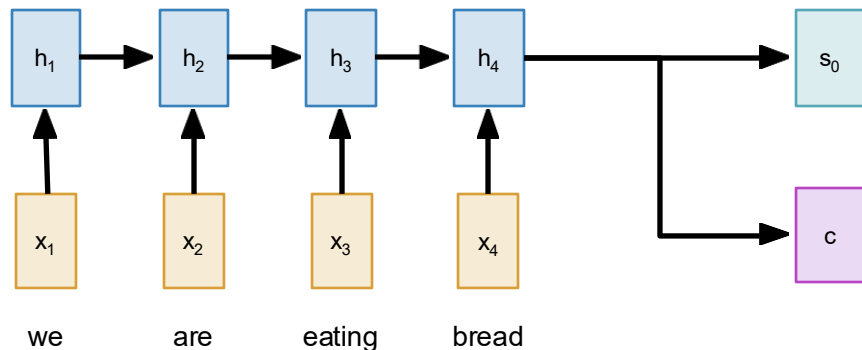 h₁ h₂ h₃ h₄ s₀
x₁ x₂ x₃ x₄ c
we are eating bread